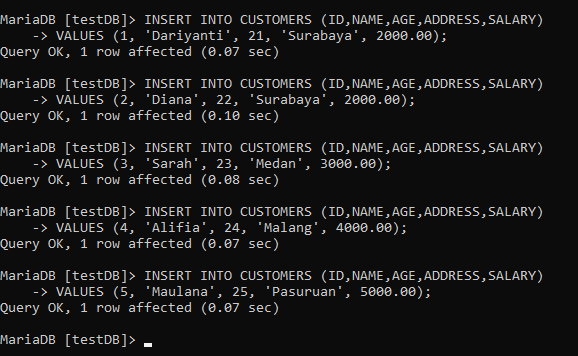 MariaDB [testDB]> INSERT INTO CUSTOMERS (ID,NAME,AGE,ADDRESS,SALARY)
    -> VALUES (1, 'Dariyanti', 21, 'Surabaya', 2000.00);
Query OK, 1 row affected (0.07 sec)

MariaDB [testDB]> INSERT INTO CUSTOMERS (ID,NAME,AGE,ADDRESS,SALARY)
    -> VALUES (2, 'Diana', 22, 'Surabaya', 2000.00);
Query OK, 1 row affected (0.10 sec)

MariaDB [testDB]> INSERT INTO CUSTOMERS (ID,NAME,AGE,ADDRESS,SALARY)
    -> VALUES (3, 'Sarah', 23, 'Medan', 3000.00);
Query OK, 1 row affected (0.08 sec)

MariaDB [testDB]> INSERT INTO CUSTOMERS (ID,NAME,AGE,ADDRESS,SALARY)
    -> VALUES (4, 'Alifia', 24, 'Malang', 4000.00);
Query OK, 1 row affected (0.07 sec)

MariaDB [testDB]> INSERT INTO CUSTOMERS (ID,NAME,AGE,ADDRESS,SALARY)
    -> VALUES (5, 'Maulana', 25, 'Pasuruan', 5000.00);
Query OK, 1 row affected (0.07 sec)

MariaDB [testDB]>